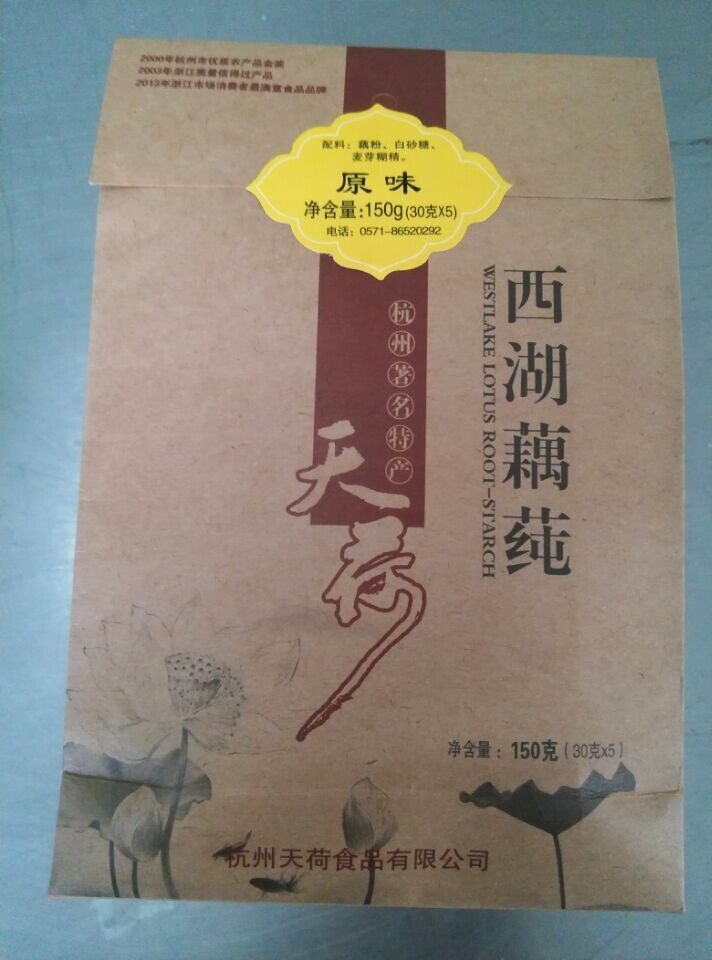 2000年杭州市优质农产品金奖
2003年浙江质量信得过产品
2013年浙江市场消费者最满意食品品牌
配料：藕粉、白砂糖、
麦芽糊精。
原味
净含量:150g(30克X5)
电话：0571-86520292
西湖藕莼
WESTLAKE LOTUS ROOT-STARCH
杭州著名特产
天荷
净含量：150克（30克x5）
杭州天荷食品有限公司